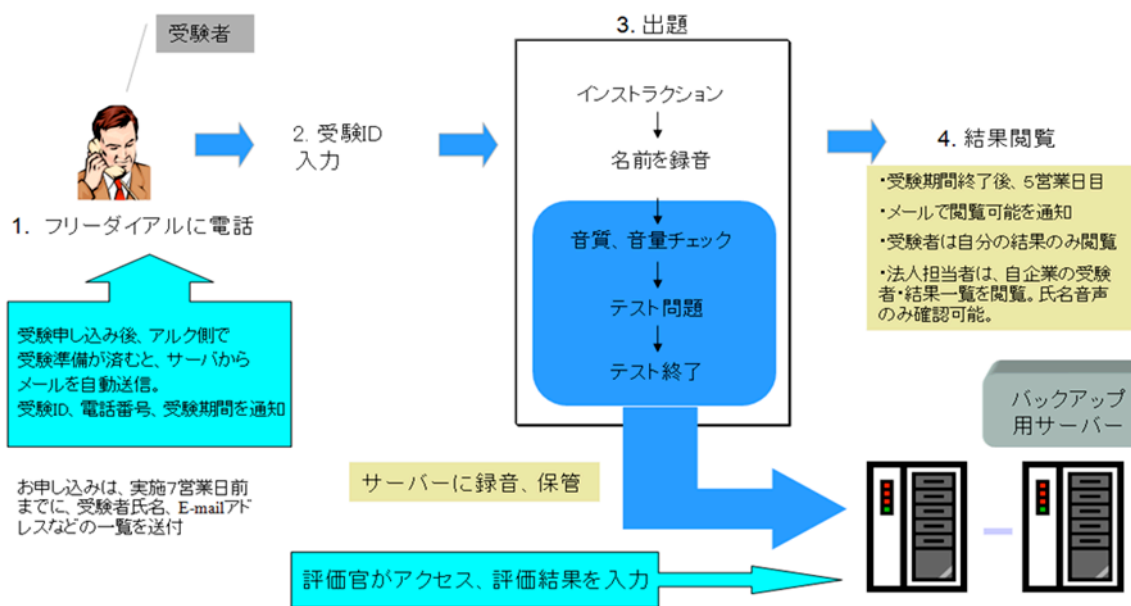 受験者
1. フリーダイアルに電話
受験申し込み後、アルク側で
受験準備が済むと、サーバから
メールを自動送信。
受験ID、電話番号、受験期間を通知
お申し込みは、実施7営業日前
までに、受験者氏名、E-mailアド
レスなどの一覧を送付
2. 受験ID
入力
3. 出題
インストラクション
名前を録音
音質、音量チェック
テスト問題
テスト終了
4. 結果閲覧
・受験期間終了後、5営業日目
・メールで閲覧可能を通知
・受験者は自分の結果のみ閲覧
・法人担当者は、自企業の受験
者・結果一覧を閲覧。氏名音声
のみ確認可能。
バックアップ
用サーバー
サーバーに録音、保管
評価官がアクセス、評価結果を入力